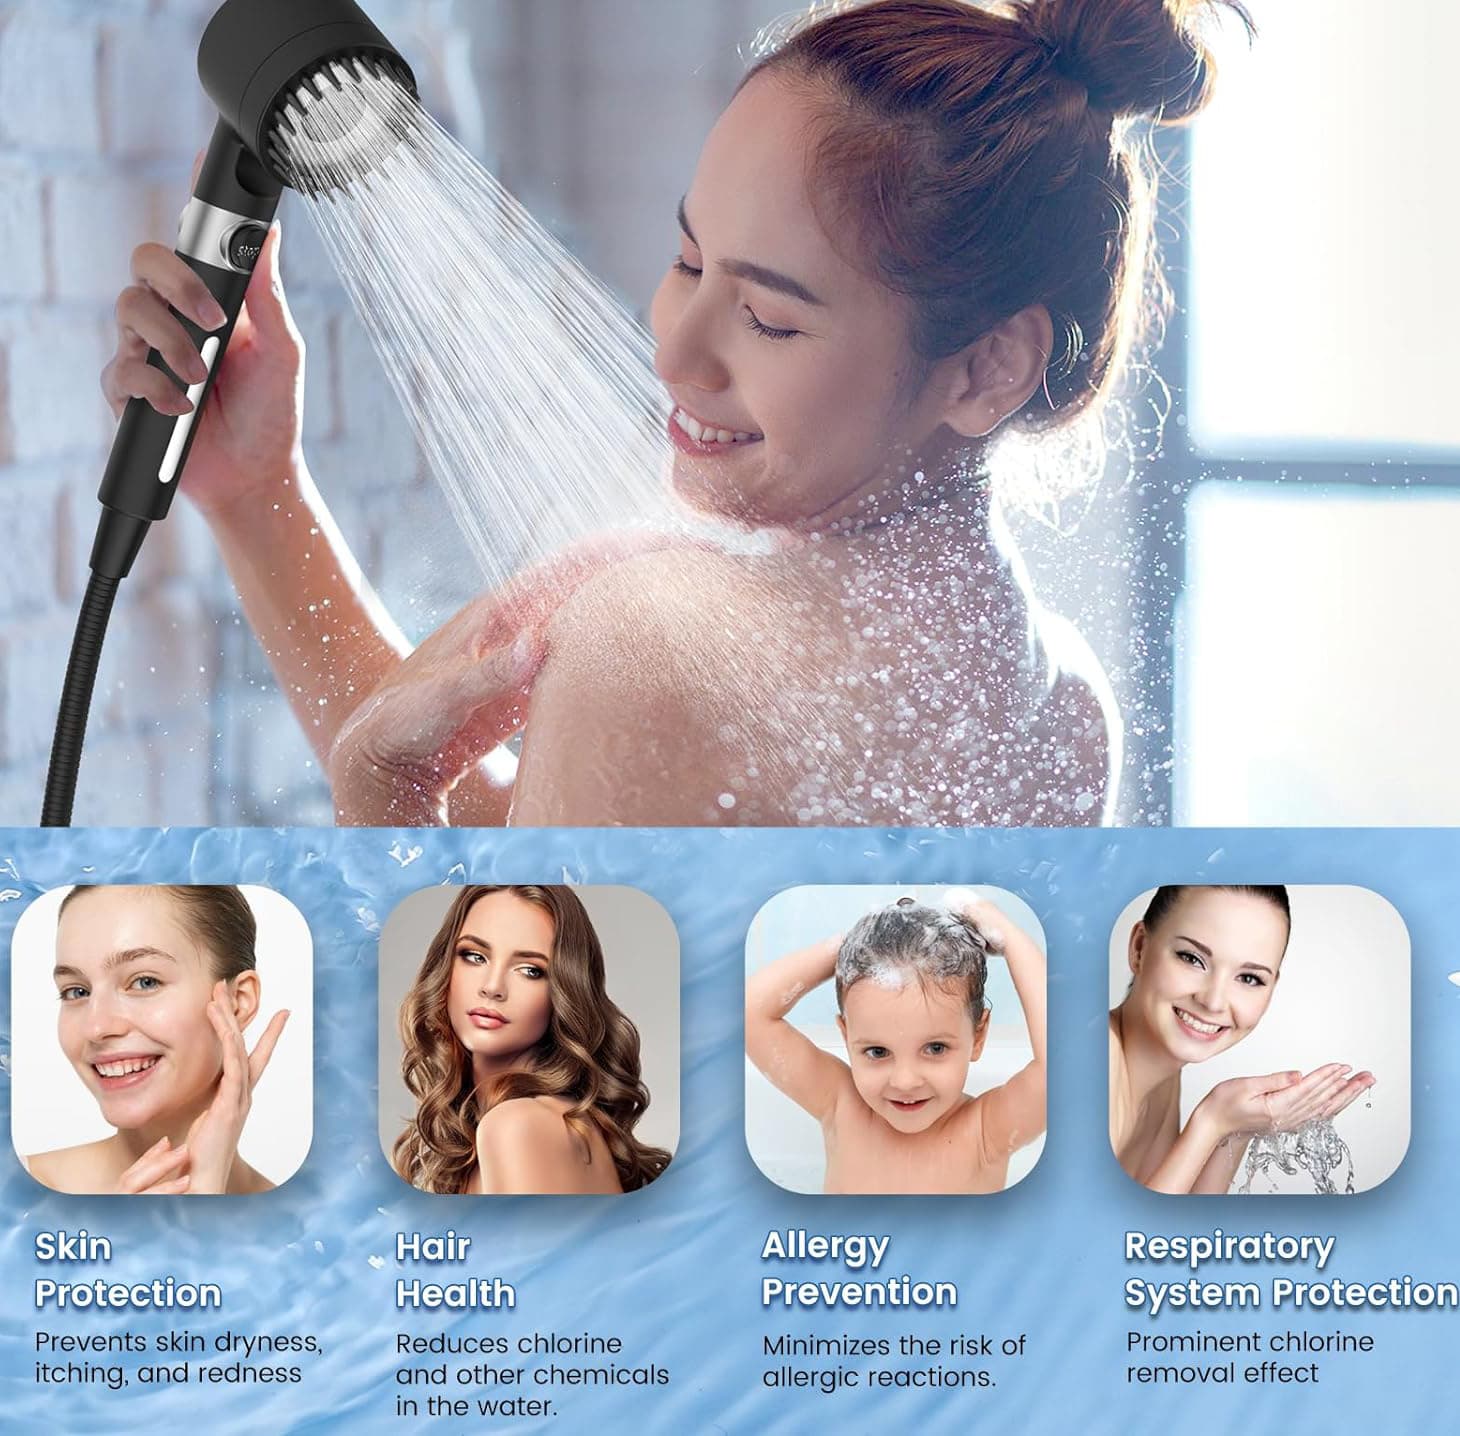 stop
Skin
Protection
Prevents skin dryness,
itching, and redness
Hair
Health
Reduces chlorine
and other chemicals
in the water.
Allergy
Prevention
Minimizes the risk of
allergic reactions.
Respiratory
System Protection
Prominent chlorine
removal effect